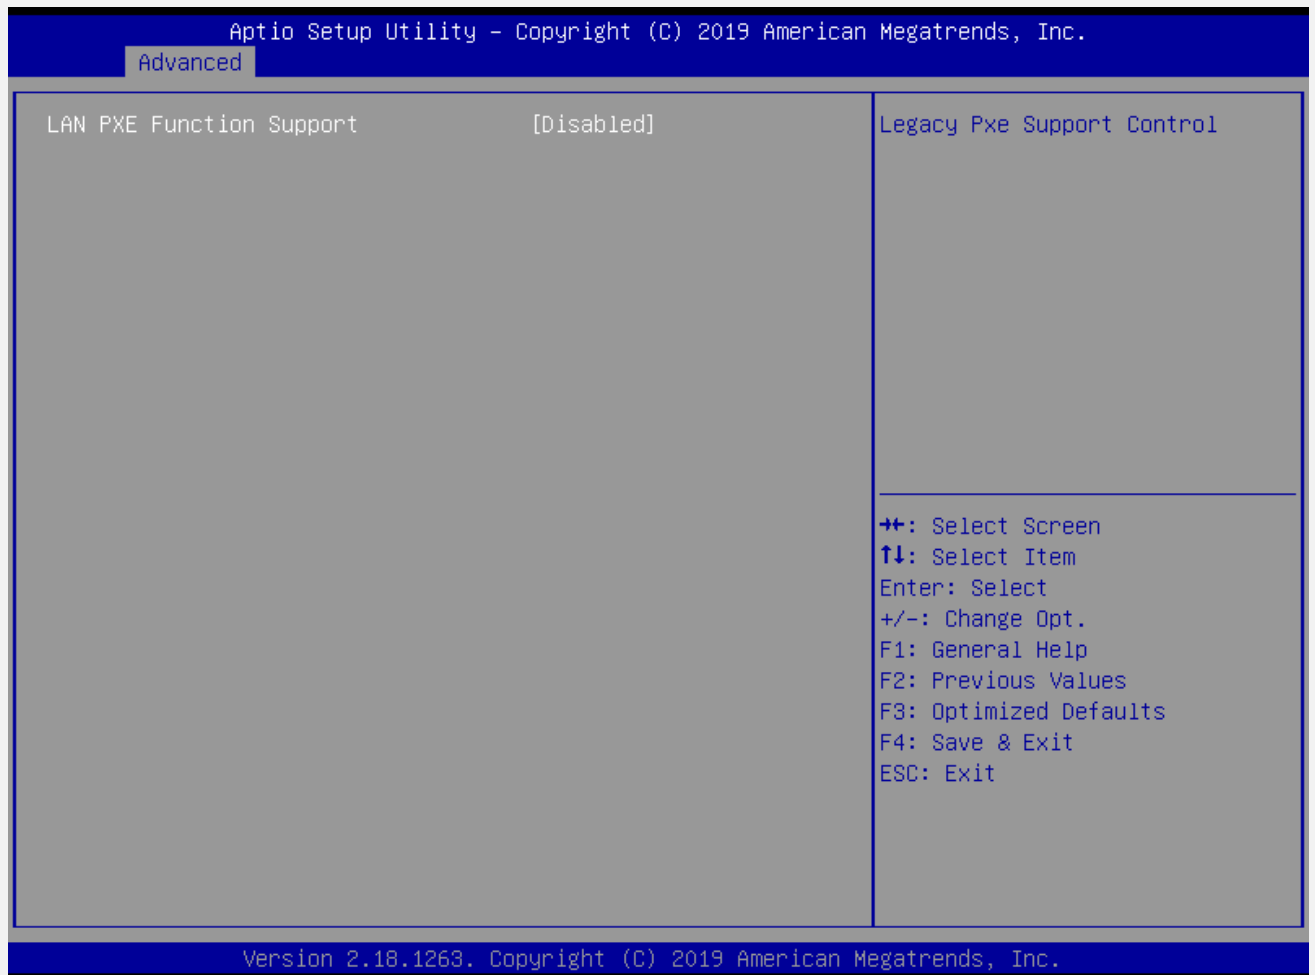 Aptio Setup Utility – Copyright (C) 2019 American Megatrends, Inc.
Advanced
LAN PXE Function Support [Disabled]
Legacy Pxe Support Control
→←: Select Screen
↑↓: Select Item
Enter: Select
+/-: Change Opt.
F1: General Help
F2: Previous Values
F3: Optimized Defaults
F4: Save & Exit
ESC: Exit
Version 2.18.1263. Copyright (C) 2019 American Megatrends, Inc.